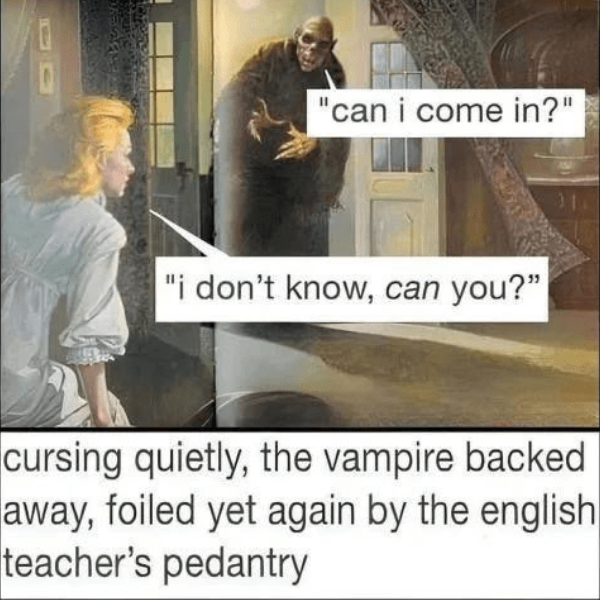 "can i come in?"
"i don’t know, can you?”
cursing quietly, the vampire backed
away, foiled yet again by the english
teacher’s pedantry